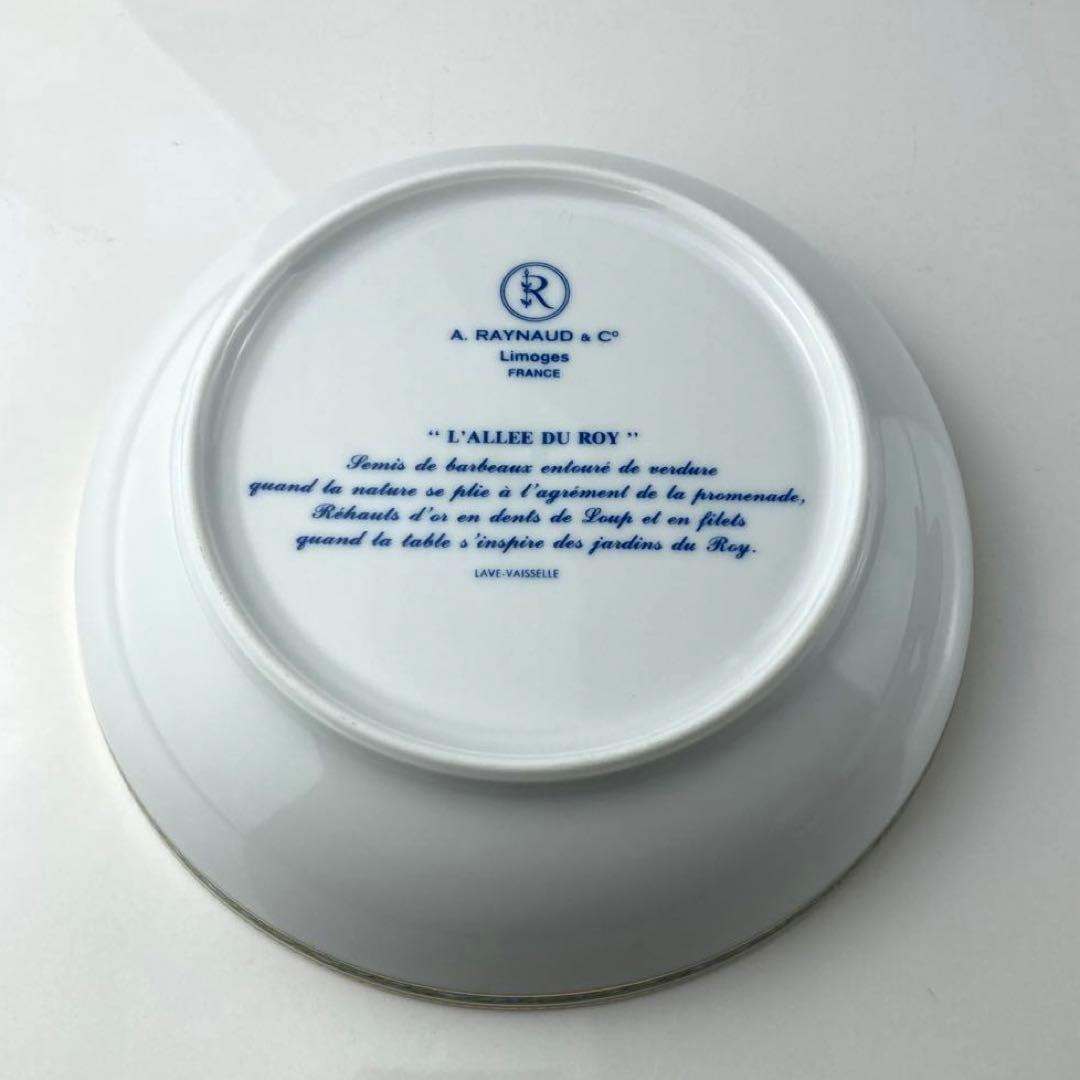 R
A. RAYNAUD & Cº
Limoges
FRANCE
“ L'ALLEE DU ROY ”
Semis de barbeaux entouré de verdure
quand la nature se plie à l'agrément de la promenade,
Réhauts d'or en dents de Loup et en filets
quand la table s'inspire des jardins du Roy.
LAVE-VAISSELLE